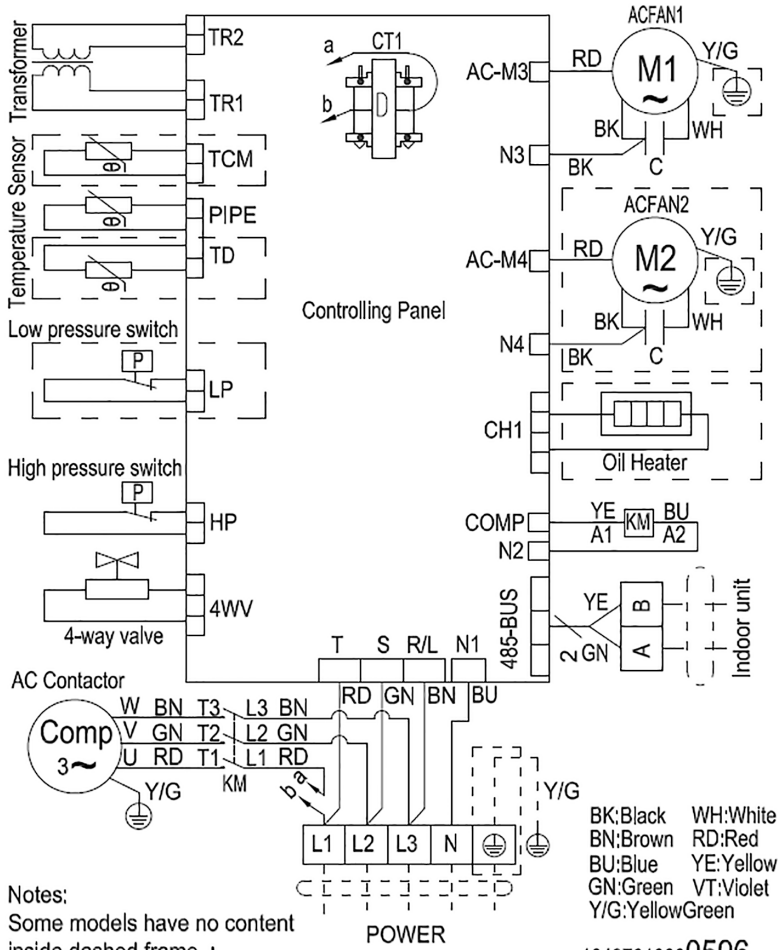 Transformer
TR2
TR1
Temperature Sensor
TCM
θ
PIPE
θ
TD
θ
Low pressure switch
P
LP
High pressure switch
P
HP
4WV
4-way valve
a
CT1
b
D
Controlling Panel
ACFAN1
AC-M3
RD
M1
~
Y/G
BK
WH
N3
BK
C
ACFAN2
AC-M4
RD
M2
~
Y/G
BK
WH
N4
BK
C
CH1
Oil Heater
COMP
YE
KM
BU
A1
A2
N2
485-BUS
YE
B
2
GN
A
Indoor unit
T
S
R/L
N1
RD
GN
BN
BU
AC Contactor
Comp
3~
W BN T3 L3 BN
V GN T2 L2 GN
U RD T1 L1 RD
KM
Y/G
a
b
L1
L2
L3
N
Y/G
POWER
BK:Black WH:White
BN:Brown RD:Red
BU:Blue YE:Yellow
GN:Green VT:Violet
Y/G:YellowGreen
Notes:
Some models have no content
inside dashed frame